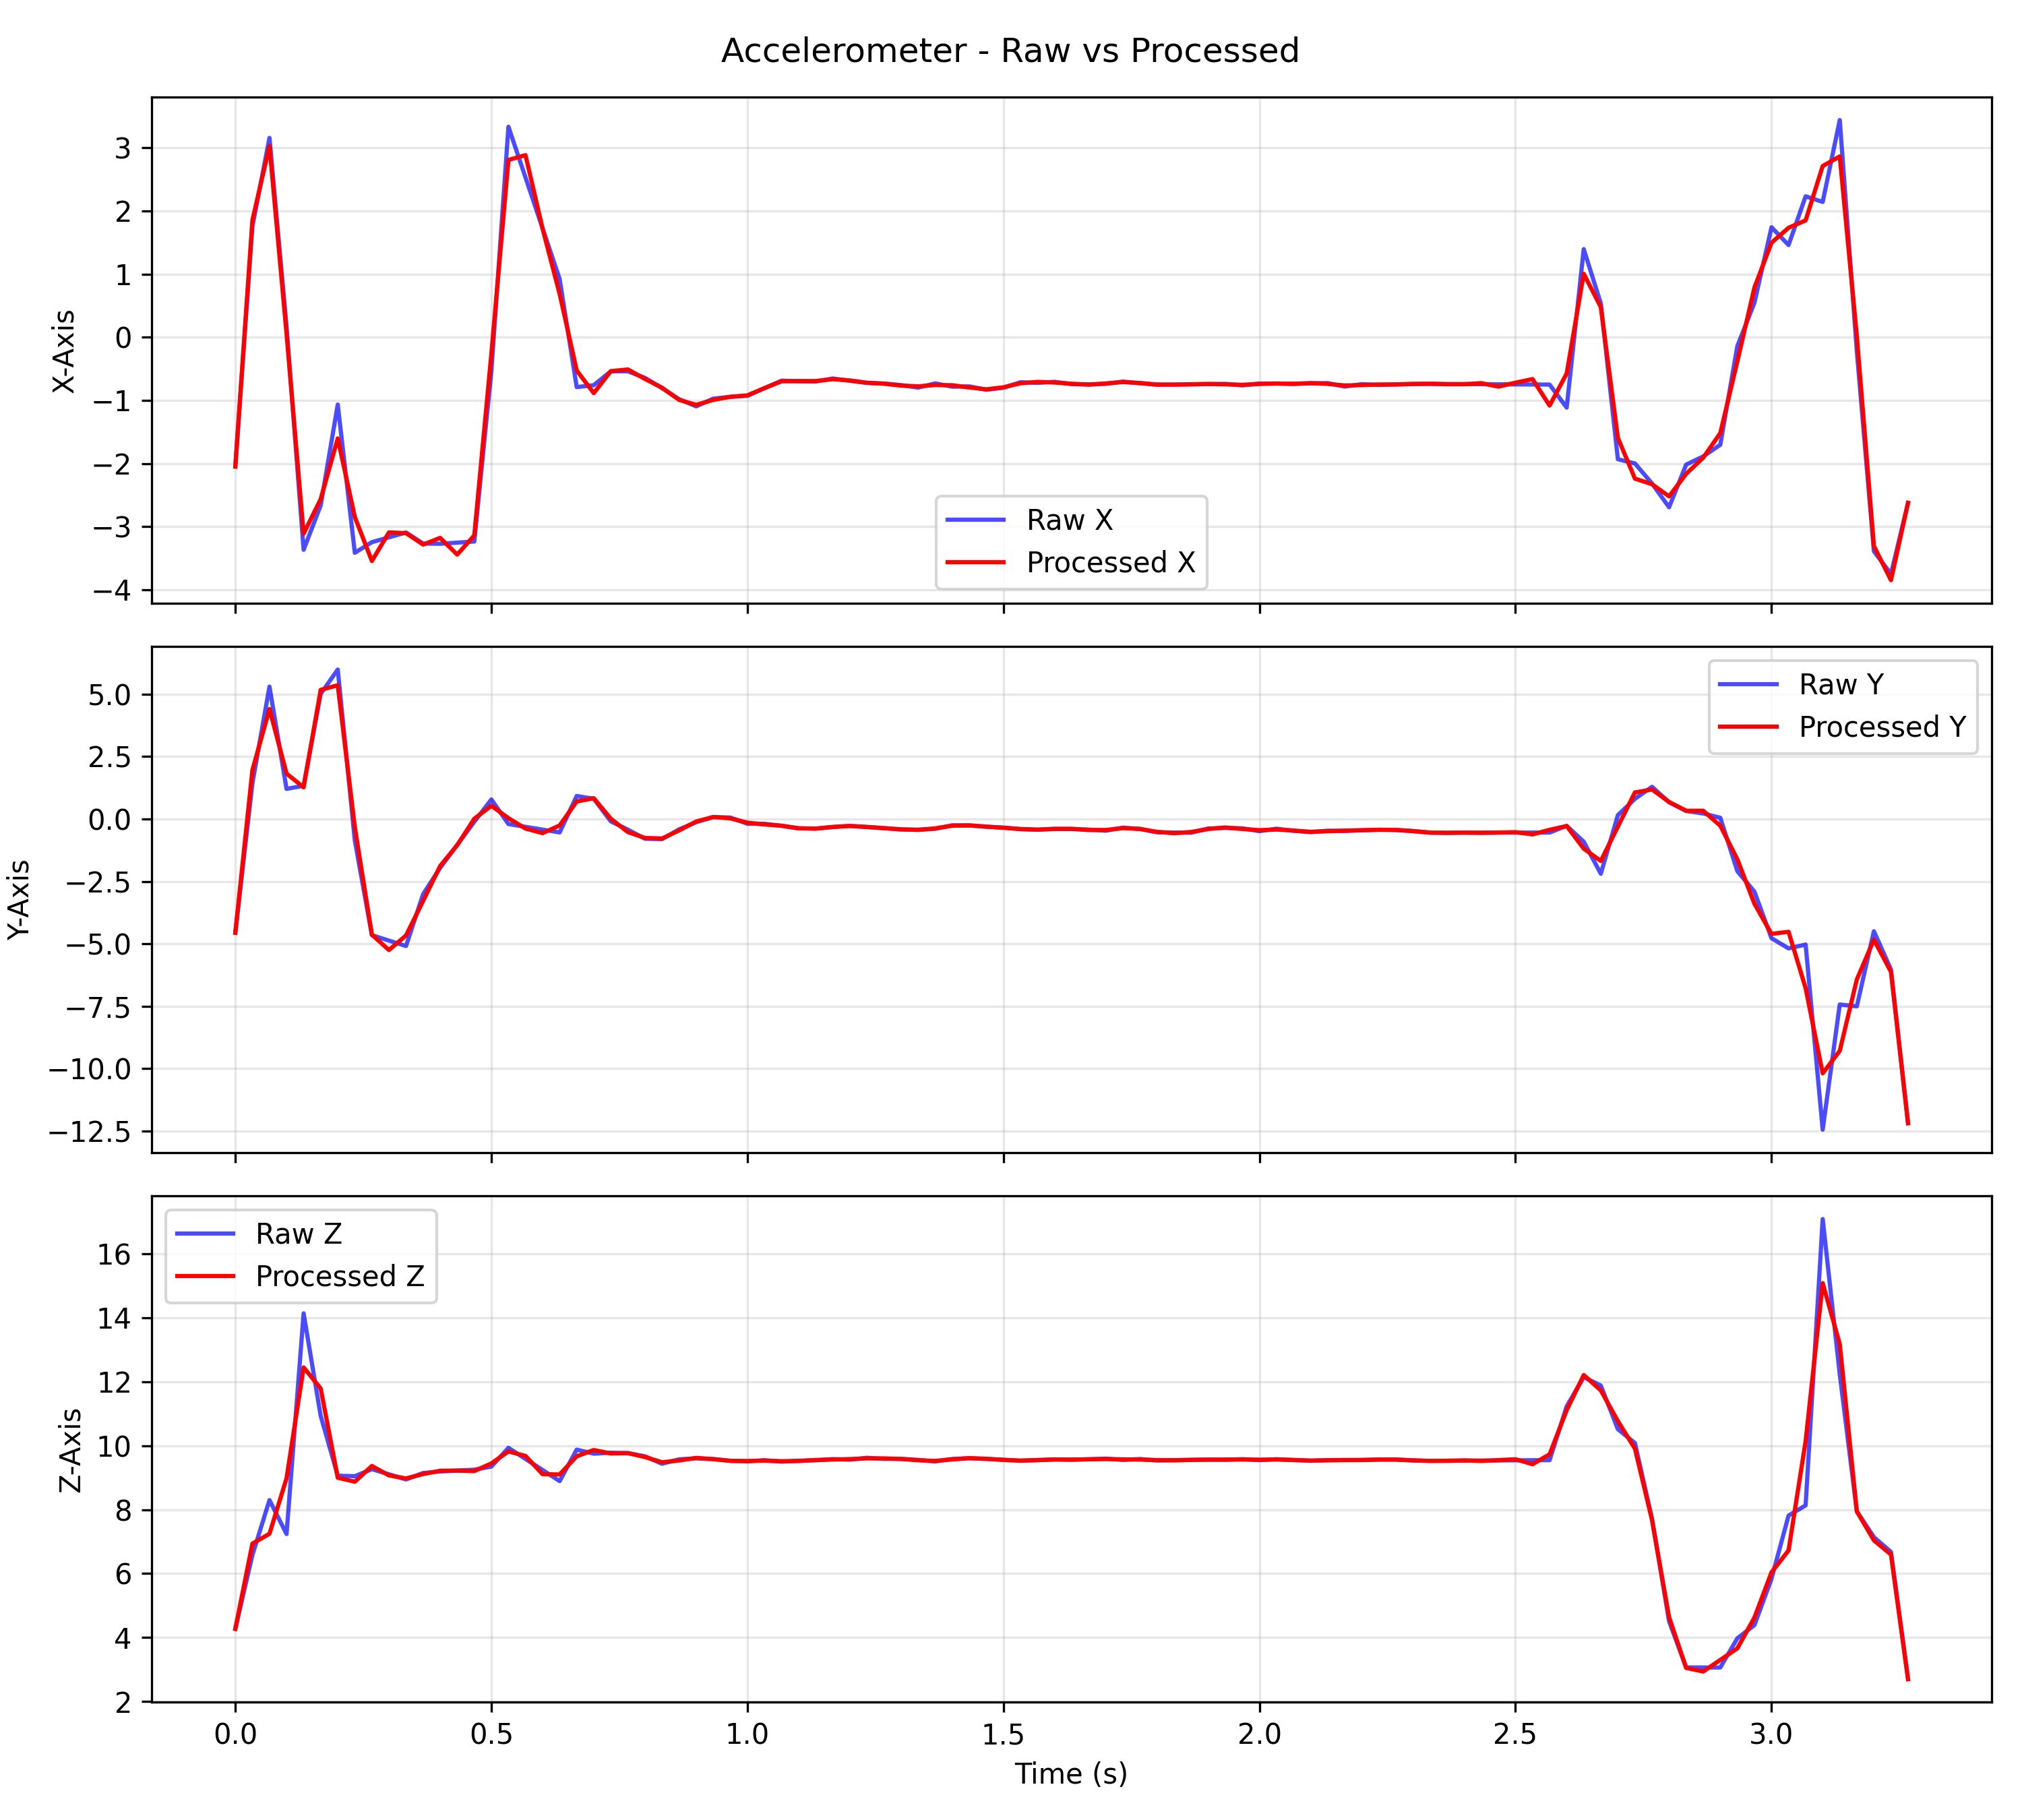 Accelerometer - Raw vs Processed
3
2
1
0
−1
−2
−3
−4
X-Axis
Raw X
Processed X
5.0
2.5
0.0
−2.5
−5.0
−7.5
−10.0
−12.5
Y-Axis
Raw Y
Processed Y
16
14
12
10
8
6
4
2
Z-Axis
Raw Z
Processed Z
0.0 0.5 1.0 1.5 2.0 2.5 3.0
Time (s)